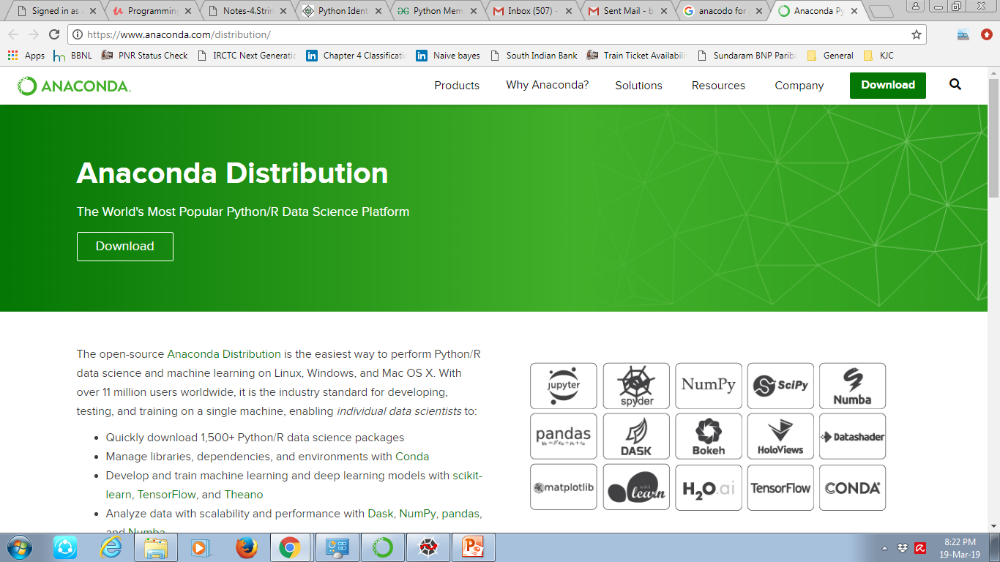 Signed in as
Programming
Notes-4.Strin
Python Ident
Python Mem
Inbox (507) -
Sent Mail - b
anacodo for
Anaconda Py
https://www.anaconda.com/distribution/
Apps
BBNL
PNR Status Check
IRCTC Next Generatic
Chapter 4 Classificati
Naive bayes
South Indian Bank
Train Ticket Availabili
Sundaram BNP Pariba
General
KJC
ANACONDA.
Products
Why Anaconda?
Solutions
Resources
Company
Download
Anaconda Distribution
The World's Most Popular Python/R Data Science Platform
Download
The open-source Anaconda Distribution is the easiest way to perform Python/R
data science and machine learning on Linux, Windows, and Mac OS X. With
over 11 million users worldwide, it is the industry standard for developing,
testing, and training on a single machine, enabling individual data scientists to:
• Quickly download 1,500+ Python/R data science packages
• Manage libraries, dependencies, and environments with Conda
• Develop and train machine learning and deep learning models with scikit-
learn, TensorFlow, and Theano
• Analyze data with scalability and performance with Dask, NumPy, pandas,
and Numba
jupyter
spyder
NumPy
SciPy
Numba
pandas
DASK
Bokeh
HoloViews
Datashader
matplotlib
scikit learn
H2O.ai
TensorFlow
CONDA
8:22 PM
19-Mar-19